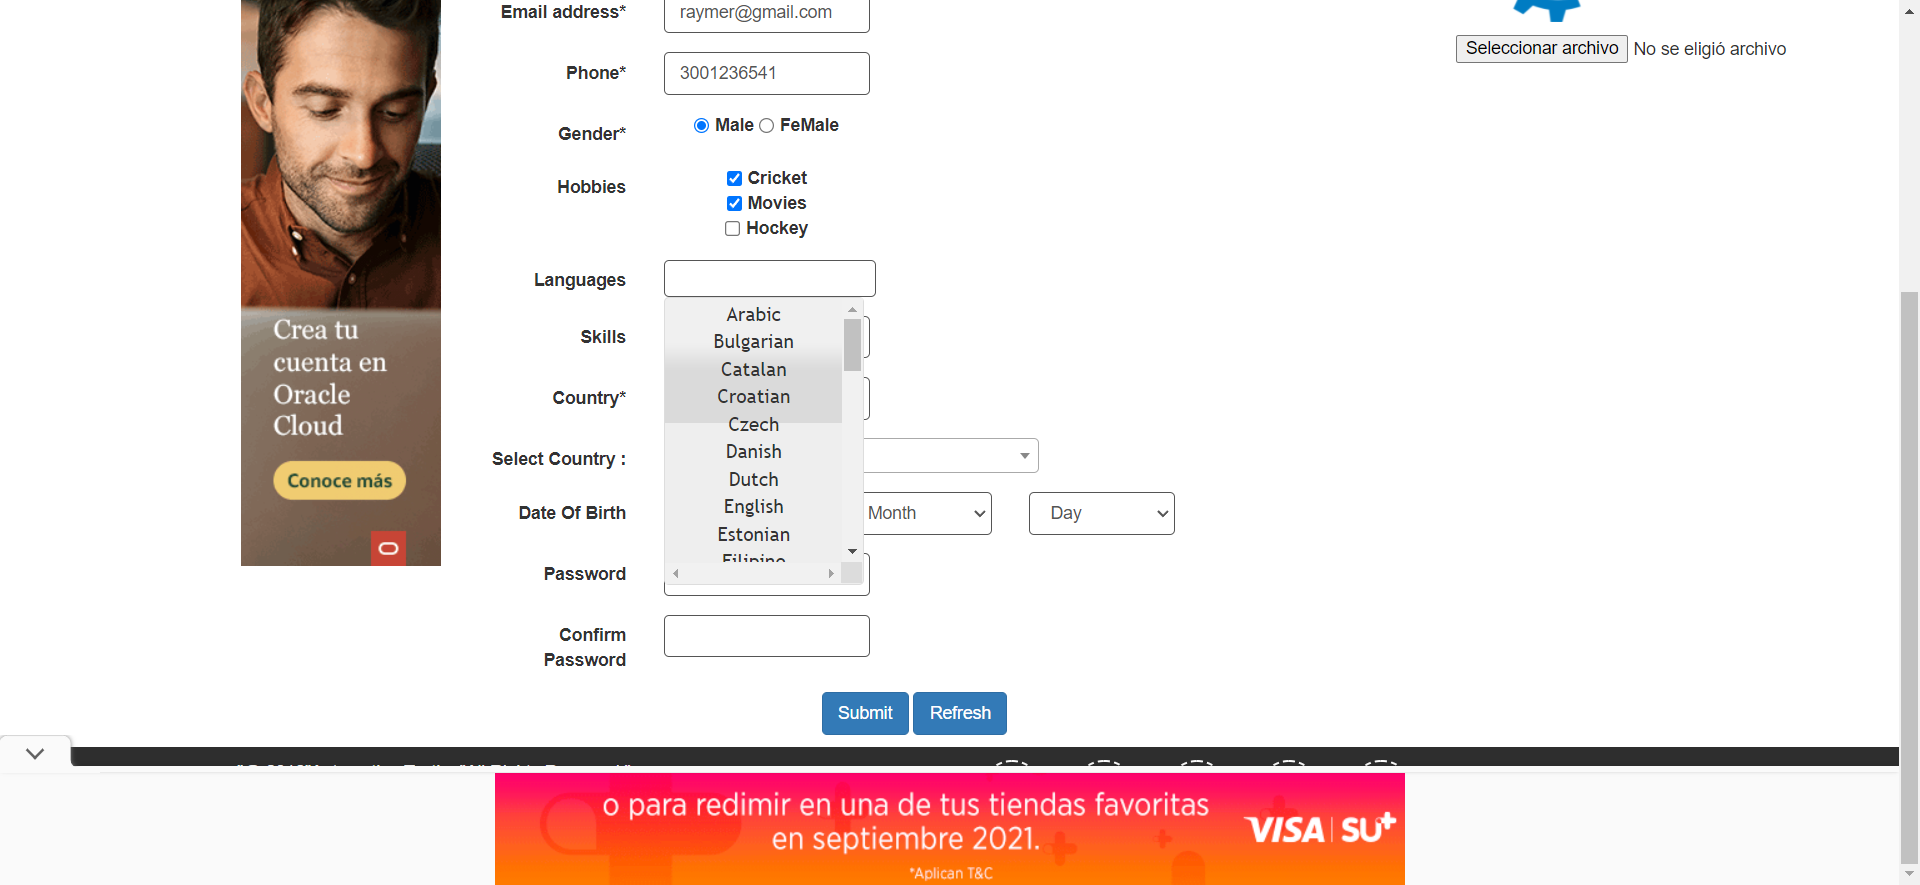 Email address*
raymer@gmail.com
Seleccionar archivo No se eligió archivo
Phone*
3001236541
Gender*
Male FeMale
Hobbies
Cricket
Movies
Hockey
Languages
Arabic
Bulgarian
Catalan
Croatian
Czech
Danish
Dutch
English
Estonian
Filipino
Skills
Country*
Select Country :
Date Of Birth
Month
Day
Password
Confirm
Password
Submit Refresh
Crea tu
cuenta en
Oracle
Cloud
Conoce más
o para redimir en una de tus tiendas favoritas
en septiembre 2021.
*Aplican T&C
VISA SU+